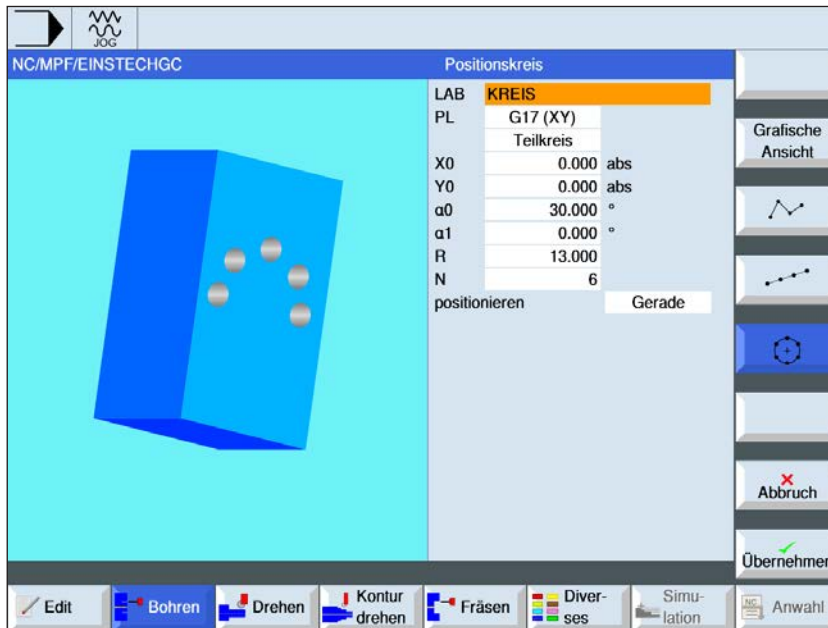 JOG
NC/MPF/EINSTECHGC
Positionskreis
LAB KREIS
PL G17 (XY)
Teilkreis
X0 0.000 abs
Y0 0.000 abs
α0 30.000 °
α1 0.000 °
R 13.000
N 6
positionieren Gerade
Grafische
Ansicht
Abbruch
Übernehmen
Edit
Bohren
Drehen
Kontur
drehen
Fräsen
Diver-
ses
Simu-
lation
NC
Anwahl